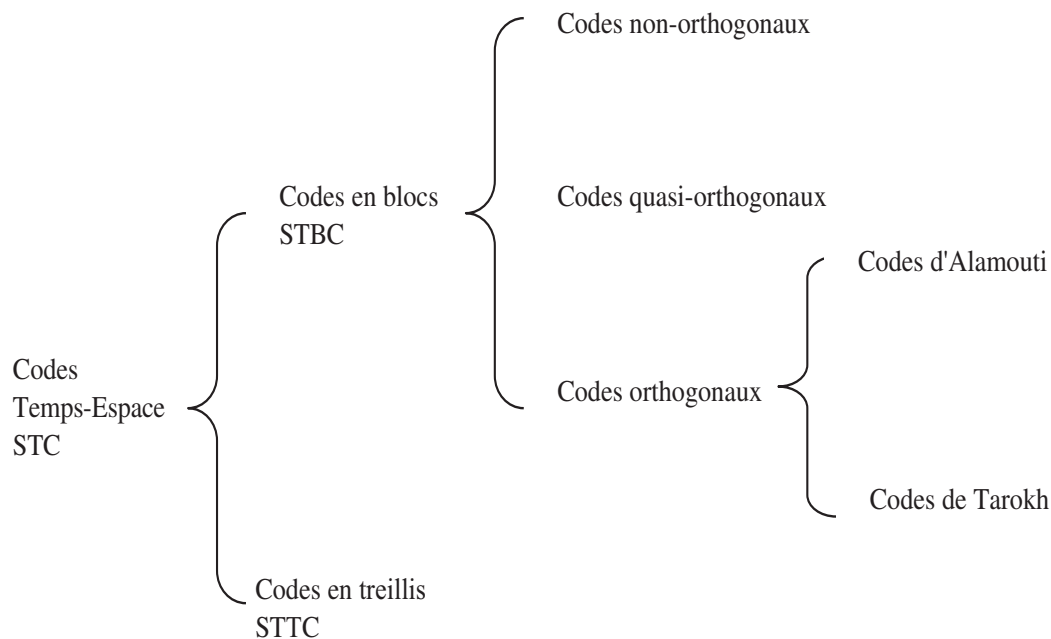 Codes non-orthogonaux
Codes en blocs
STBC
Codes quasi-orthogonaux
Codes d'Alamouti
Codes
Temps-Espace
STC
Codes orthogonaux
Codes de Tarokh
Codes en treillis
STTC